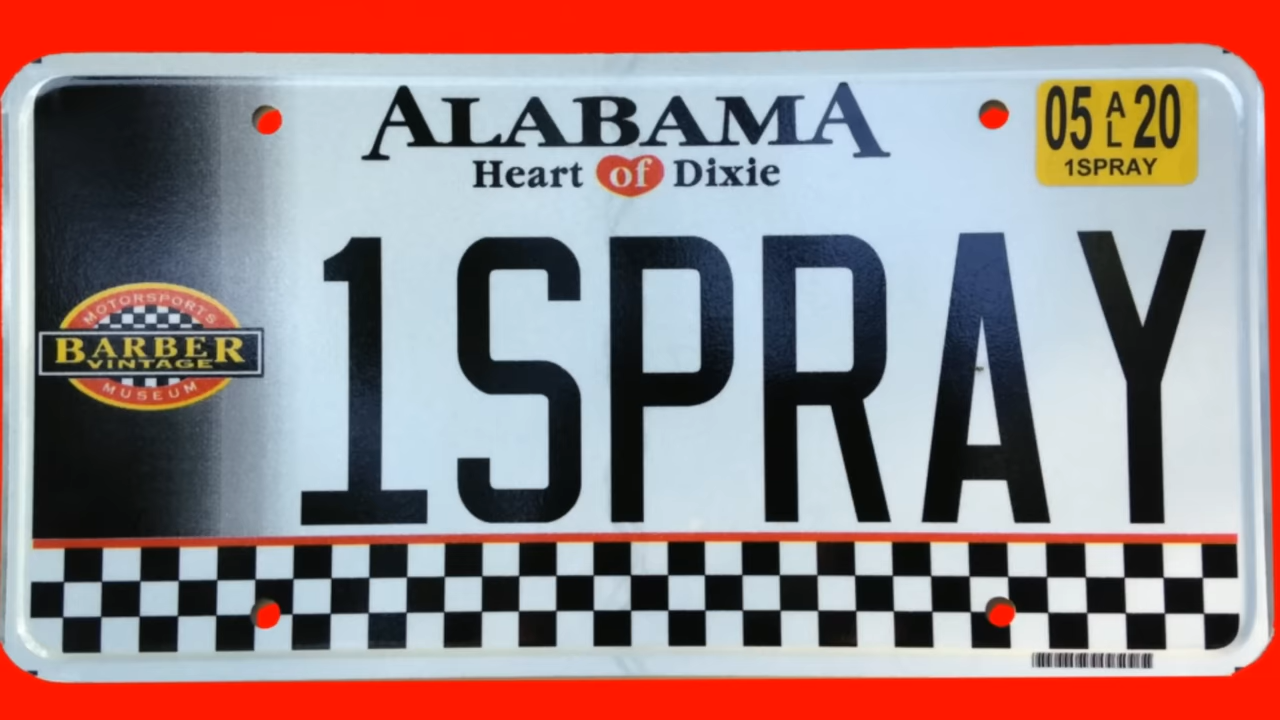 ALABAMA
Heart of Dixie
05 AL 20
1SPRAY
1SPRAY
MOTORSPORTS
BARBER
VINTAGE
MUSEUM